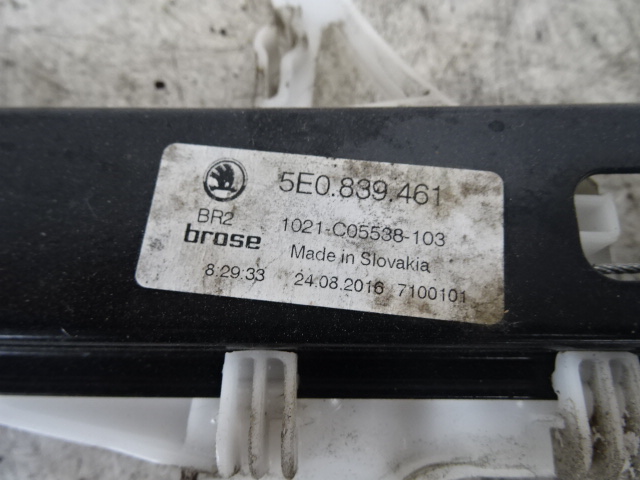 5E0.839.461
BR2
1021-C05538-103
brose
Made in Slovakia
8:29:33 24.08.2016 7100101